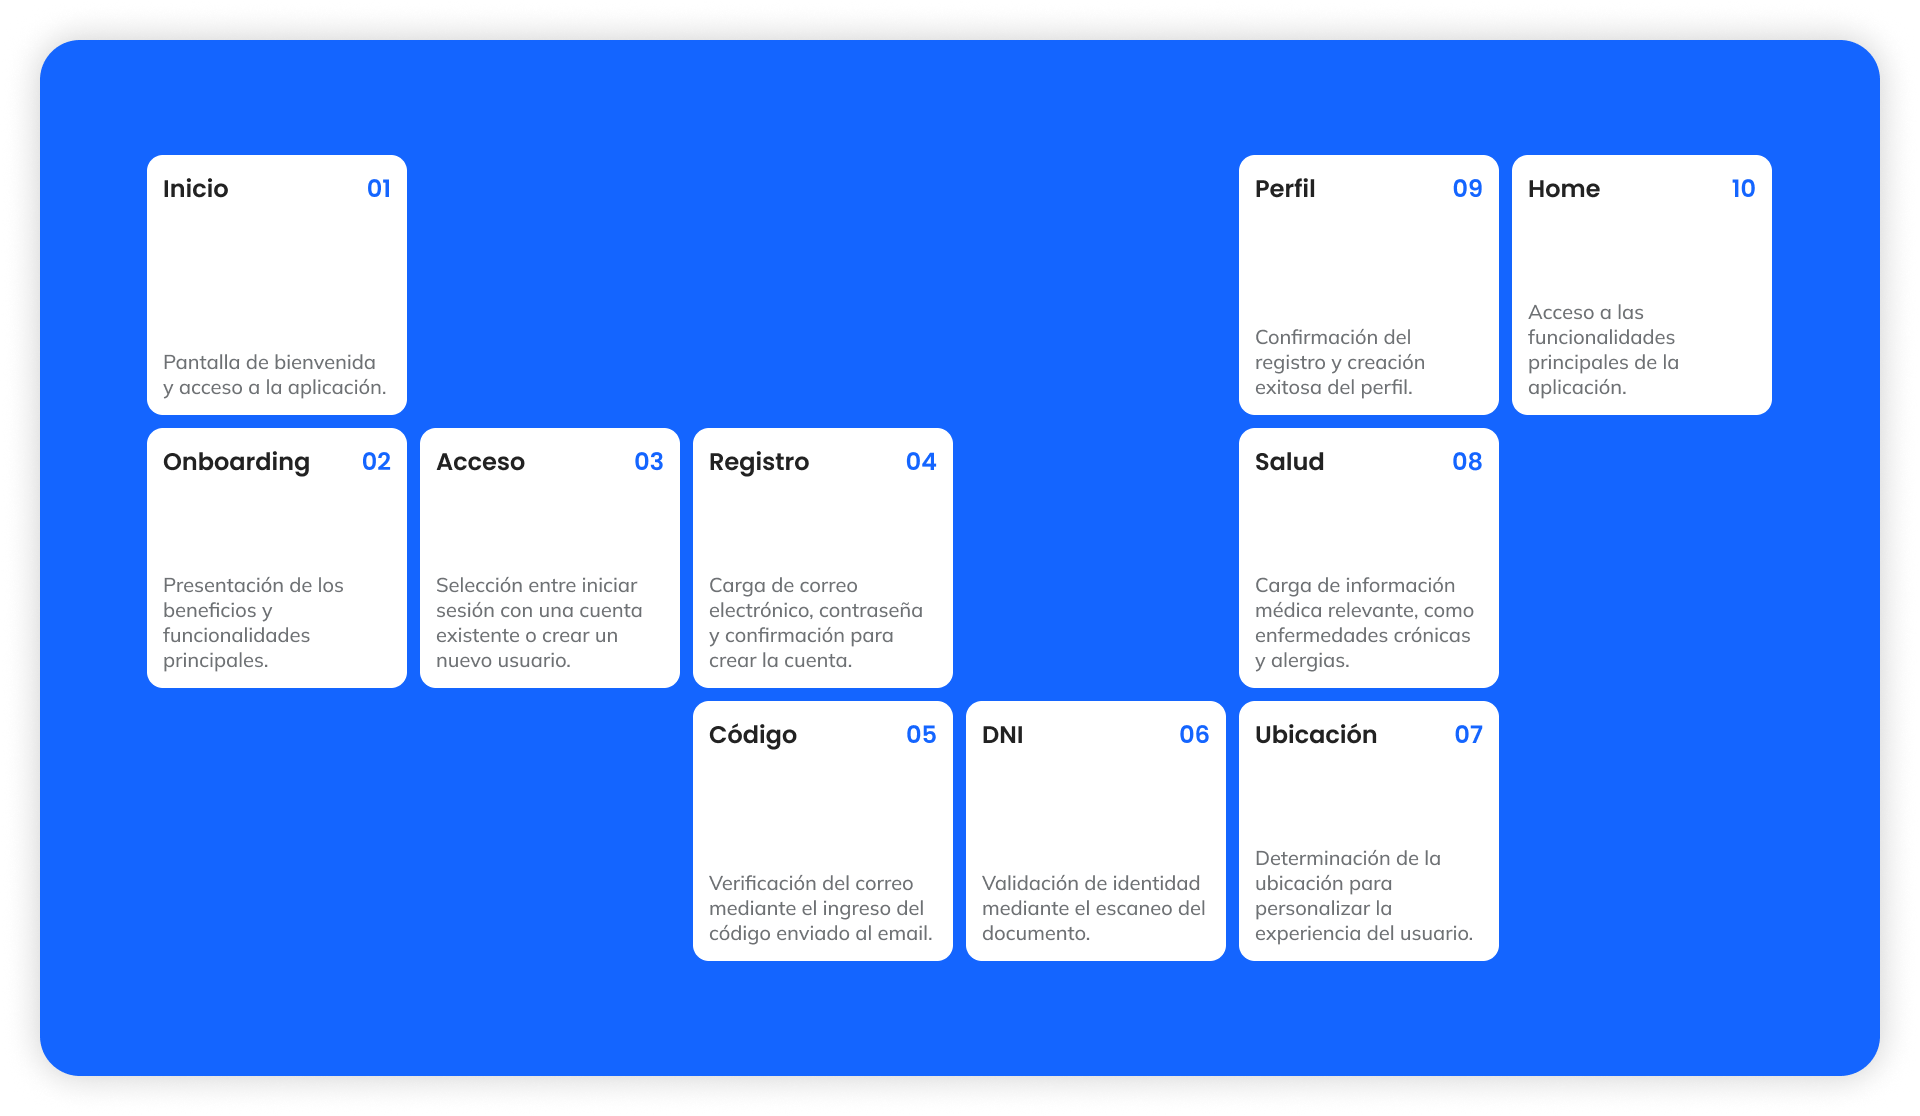 Inicio 01
Pantalla de bienvenida
y acceso a la aplicación.
Onboarding 02
Presentación de los
beneficios y
funcionalidades
principales.
Acceso 03
Selección entre iniciar
sesión con una cuenta
existente o crear un
nuevo usuario.
Registro 04
Carga de correo
electrónico, contraseña
y confirmación para
crear la cuenta.
Código 05
Verificación del correo
mediante el ingreso del
código enviado al email.
DNI 06
Validación de identidad
mediante el escaneo del
documento.
Ubicación 07
Determinación de la
ubicación para
personalizar la
experiencia del usuario.
Salud 08
Carga de información
médica relevante, como
enfermedades crónicas
y alergias.
Perfil 09
Confirmación del
registro y creación
exitosa del perfil.
Home 10
Acceso a las
funcionalidades
principales de la
aplicación.